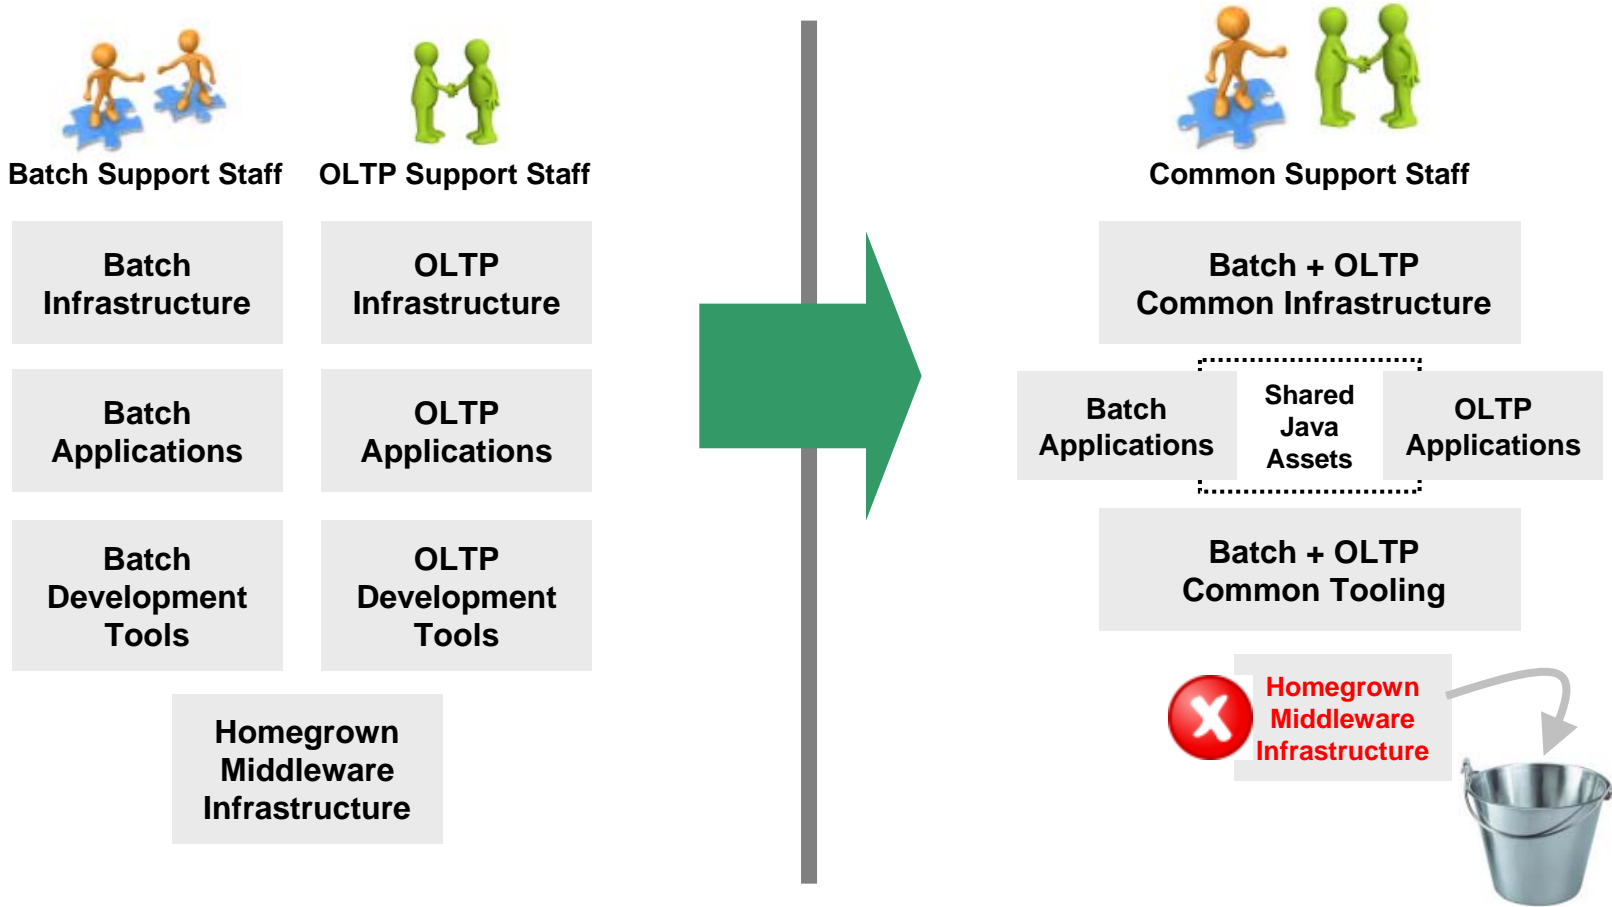 Batch Support Staff
OLTP Support Staff
Batch
Infrastructure
OLTP
Infrastructure
Batch
Applications
OLTP
Applications
Batch
Development
Tools
OLTP
Development
Tools
Homegrown
Middleware
Infrastructure
Common Support Staff
Batch + OLTP
Common Infrastructure
Batch
Applications
Shared
Java
Assets
OLTP
Applications
Batch + OLTP
Common Tooling
Homegrown
Middleware
Infrastructure